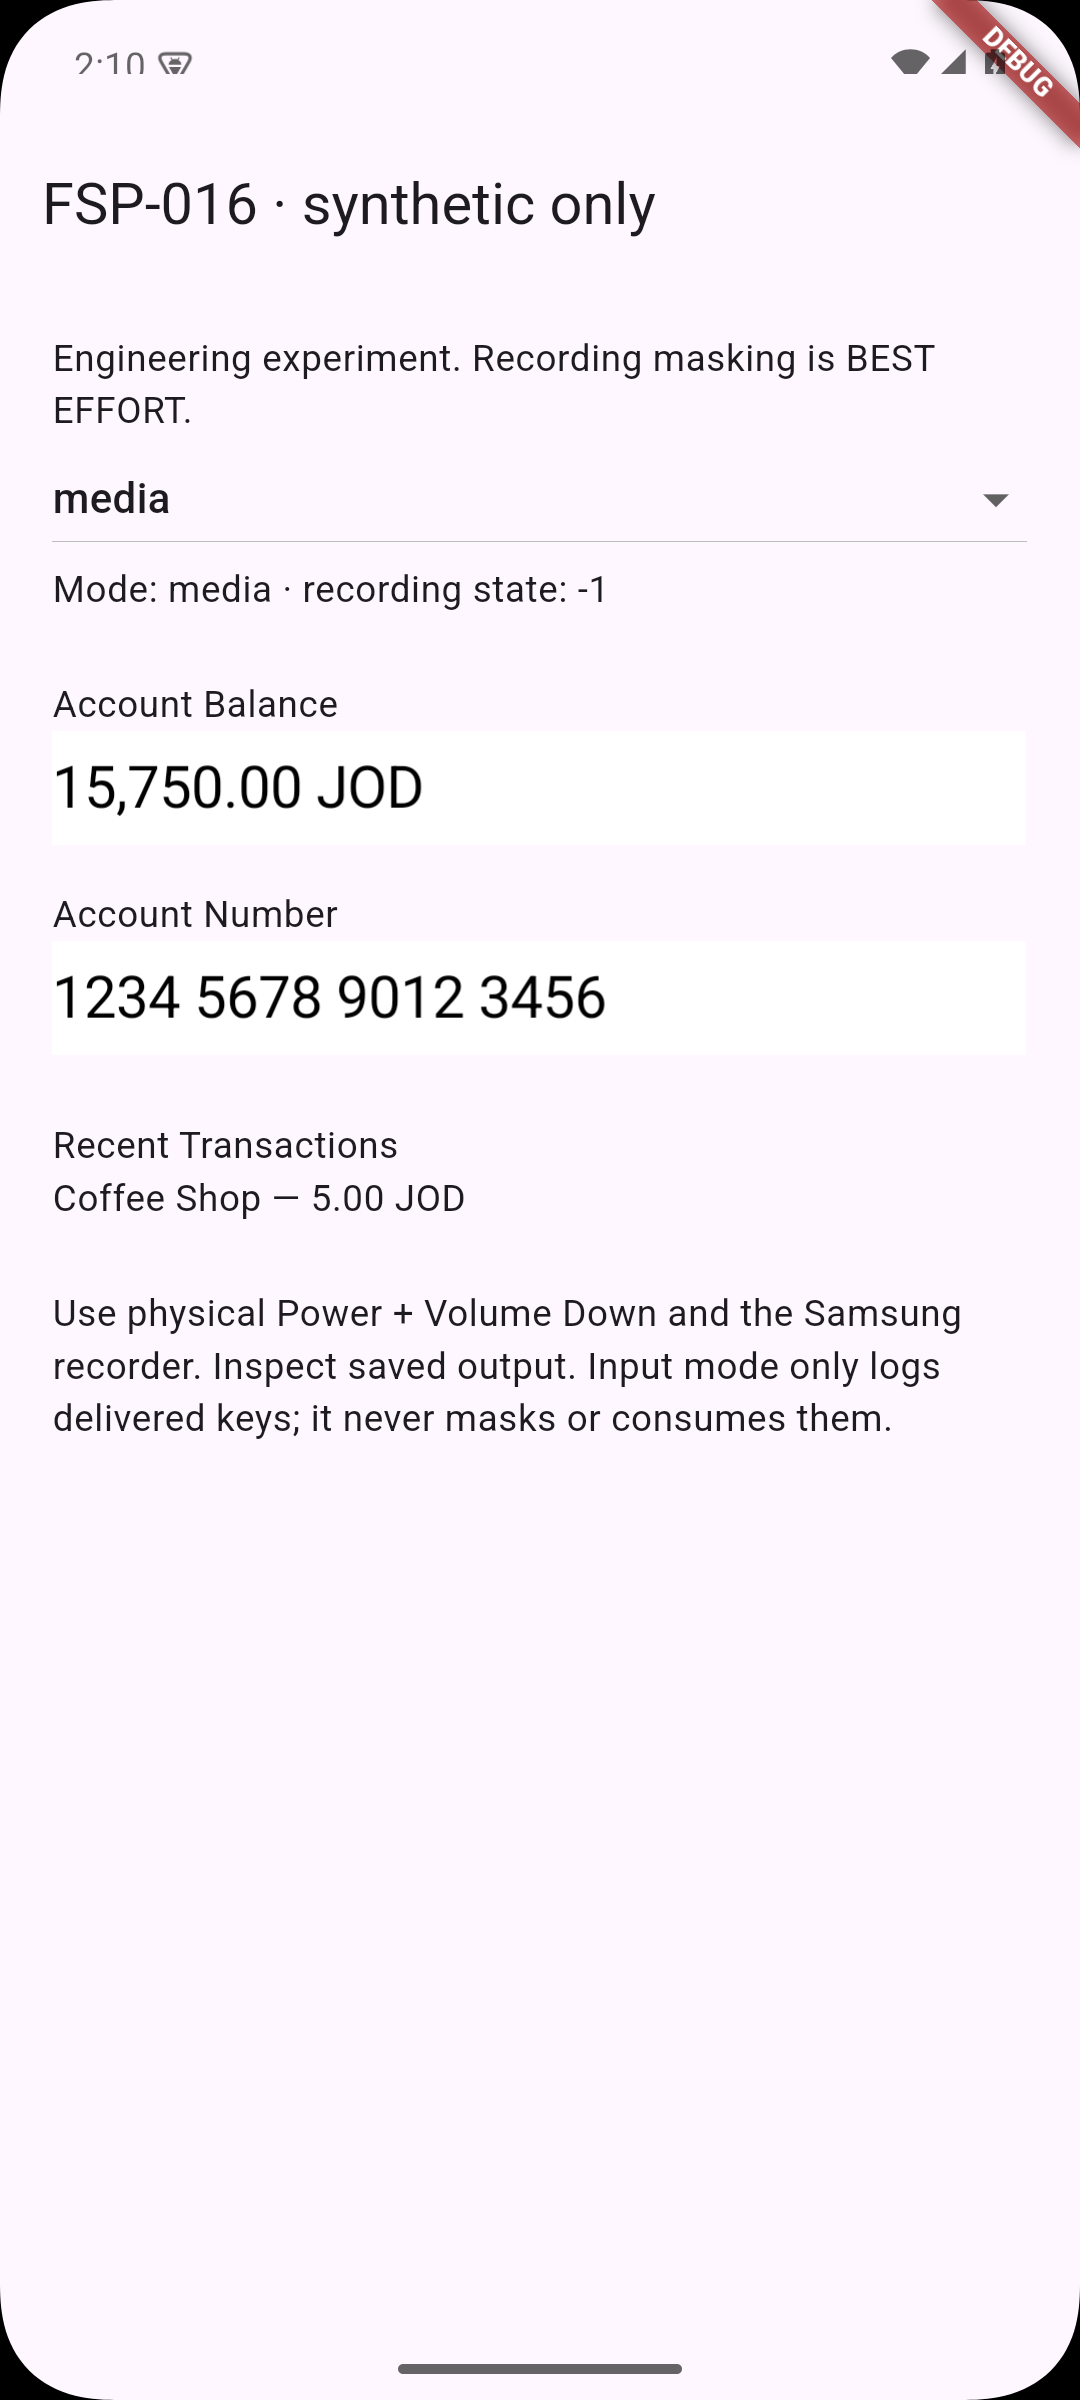 2:10
DEBUG
FSP-016 · synthetic only
Engineering experiment. Recording masking is BEST
EFFORT.
media
Mode: media · recording state: -1
Account Balance
15,750.00 JOD
Account Number
1234 5678 9012 3456
Recent Transactions
Coffee Shop — 5.00 JOD
Use physical Power + Volume Down and the Samsung
recorder. Inspect saved output. Input mode only logs
delivered keys; it never masks or consumes them.